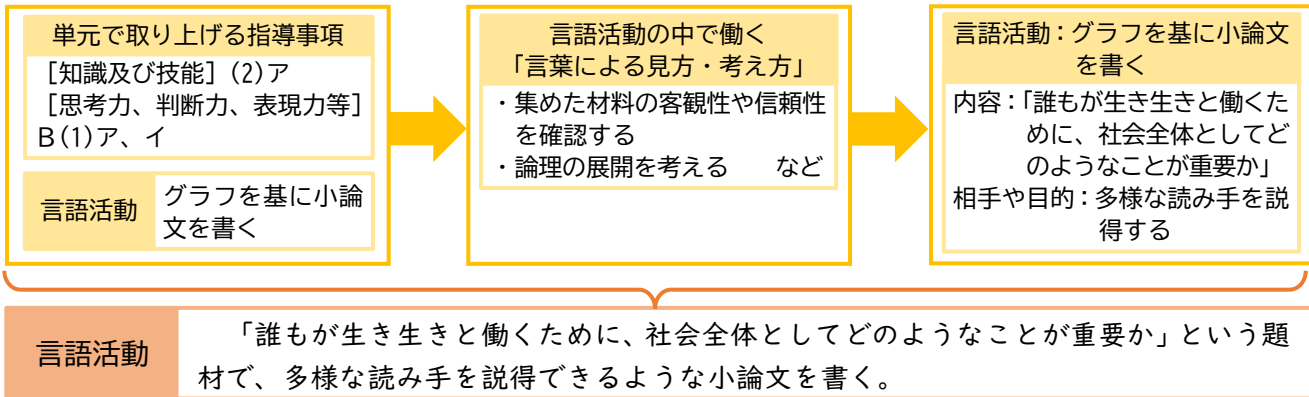 単元で取り上げる指導事項
［知識及び技能］(2)ア
［思考力、判断力、表現力等］
Ｂ(1)ア、イ
言語活動
グラフを基に小論
文を書く
言語活動の中で働く
「言葉による見方・考え方」
・集めた材料の客観性や信頼性
を確認する
・論理の展開を考える　　など
言語活動：グラフを基に小論文
を書く
内容：「誰もが生き生きと働くた
めに、社会全体としてど
のようなことが重要か」
相手や目的：多様な読み手を説
得する
言語活動
「誰もが生き生きと働くために、社会全体としてどのようなことが重要か」という題
材で、多様な読み手を説得できるような小論文を書く。